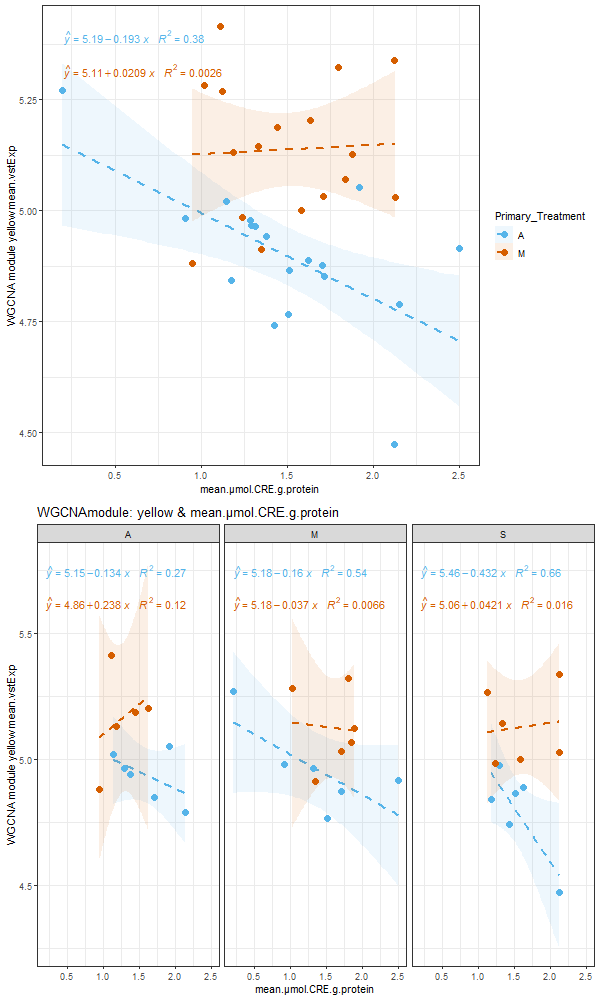 ŷ = 5.19 − 0.193 x R² = 0.38
ŷ = 5.11 + 0.0209 x R² = 0.0026
5.25
5.00
4.75
4.50
WGCNA module yellow mean.vstExp
0.5 1.0 1.5 2.0 2.5
mean.µmol.CRE.g.protein
Primary_Treatment
A
M
WGCNAmodule: yellow & mean.µmol.CRE.g.protein
A M S
ŷ = 5.15 − 0.134 x R² = 0.27 ŷ = 5.18 − 0.16 x R² = 0.54 ŷ = 5.46 − 0.432 x R² = 0.66
ŷ = 4.86 + 0.238 x R² = 0.12 ŷ = 5.18 − 0.037 x R² = 0.0066 ŷ = 5.06 + 0.0421 x R² = 0.016
5.5
5.0
4.5
WGCNA module yellow mean.vstExp
0.5 1.0 1.5 2.0 2.5 0.5 1.0 1.5 2.0 2.5 0.5 1.0 1.5 2.0 2.5
mean.µmol.CRE.g.protein